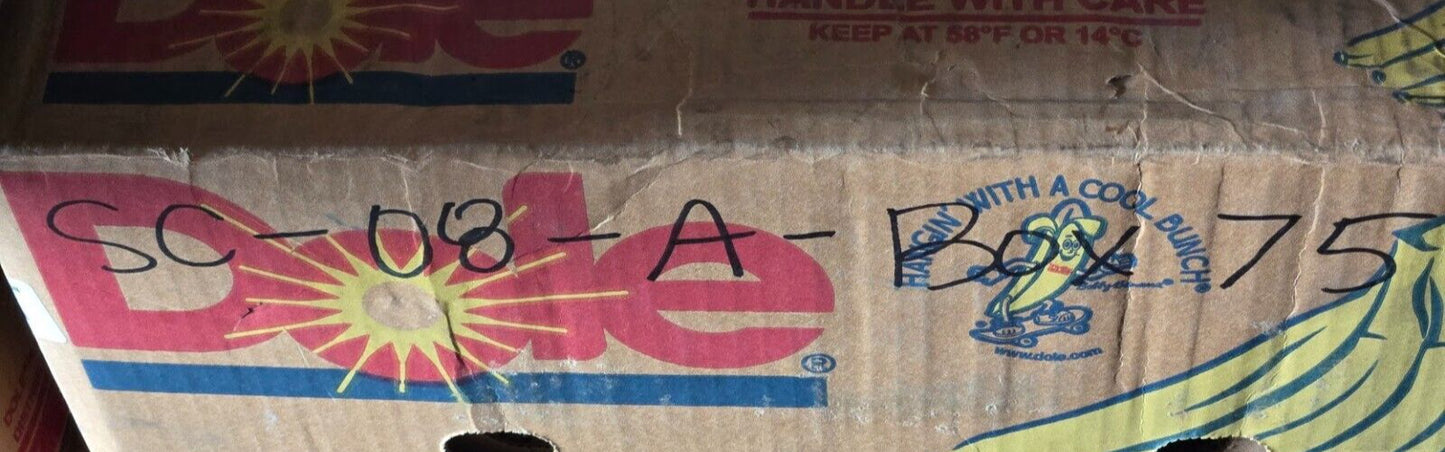 Dole®
HANDLE WITH CARE
KEEP AT 58°F OR 14°C
Dole®
SC-08-A-Box 75
HANGIN' WITH A COOL BUNCH®
www.dole.com